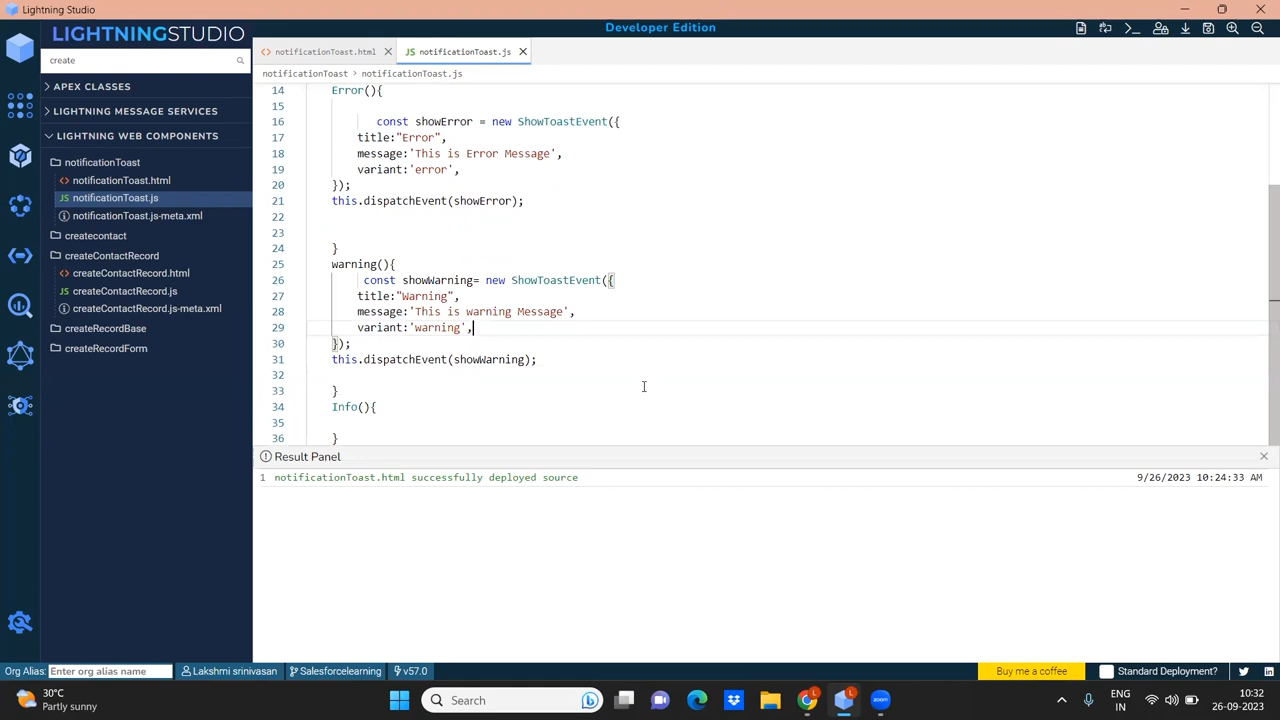 Lightning Studio
LIGHTNINGSTUDIO
Developer Edition
create
notificationToast.html
JS notificationToast.js
notificationToast > notificationToast.js
APEX CLASSES
LIGHTNING MESSAGE SERVICES
LIGHTNING WEB COMPONENTS
notificationToast
notificationToast.html
JS notificationToast.js
notificationToast.js-meta.xml
createcontact
createContactRecord
createContactRecord.html
JS createContactRecord.js
createContactRecord.js-meta.xml
createRecordBase
createRecordForm
14 Error(){
15
16 const showError = new ShowToastEvent({
17 title:"Error",
18 message:'This is Error Message',
19 variant:'error',
20 });
21 this.dispatchEvent(showError);
22
23
24 }
25 warning(){
26 const showWarning= new ShowToastEvent({
27 title:"Warning",
28 message:'This is warning Message',
29 variant:'warning',
30 });
31 this.dispatchEvent(showWarning);
32
33 }
34 Info(){
35
36 }
Result Panel
1 notificationToast.html successfully deployed source 9/26/2023 10:24:33 AM
Org Alias: Enter org alias name Lakshmi srinivasan Salesforcelearning v57.0 Buy me a coffee Standard Deployment?
30°C
Partly sunny
Search
zoom
ENG
IN
10:32
26-09-2023